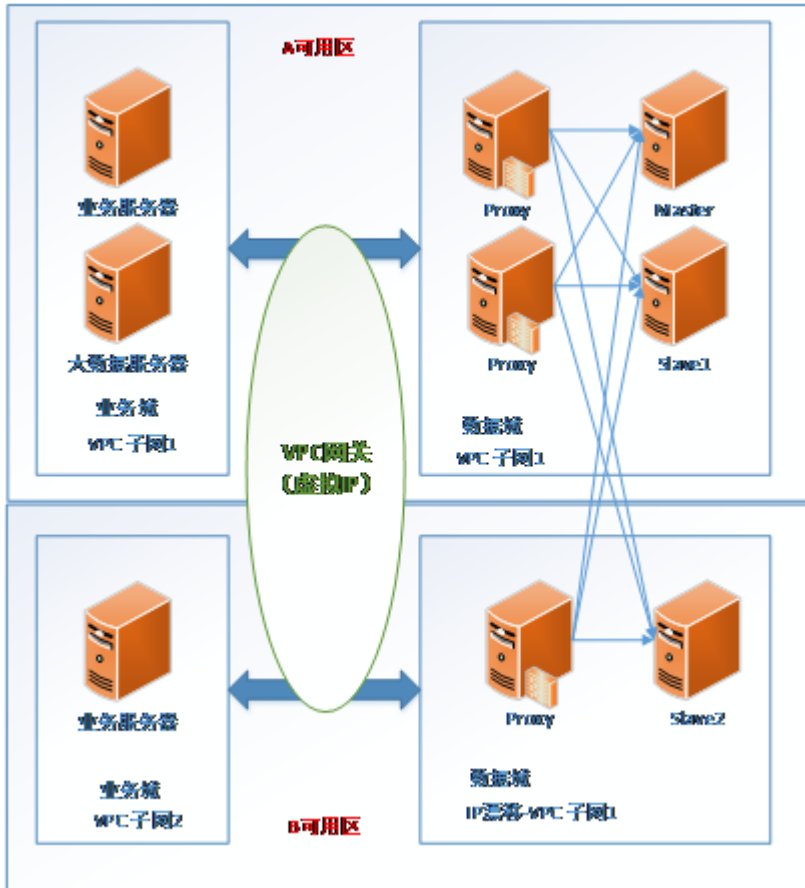 A可用区
业务服务器
大数据服务器
业务域
VPC 子网1
Proxy
Master
Proxy
Slave1
数据域
VPC 子网1
VPC网关
（虚拟IP）
业务服务器
业务域
VPC 子网2
Proxy
Slave2
数据域
IP漂移-VPC 子网1
B可用区